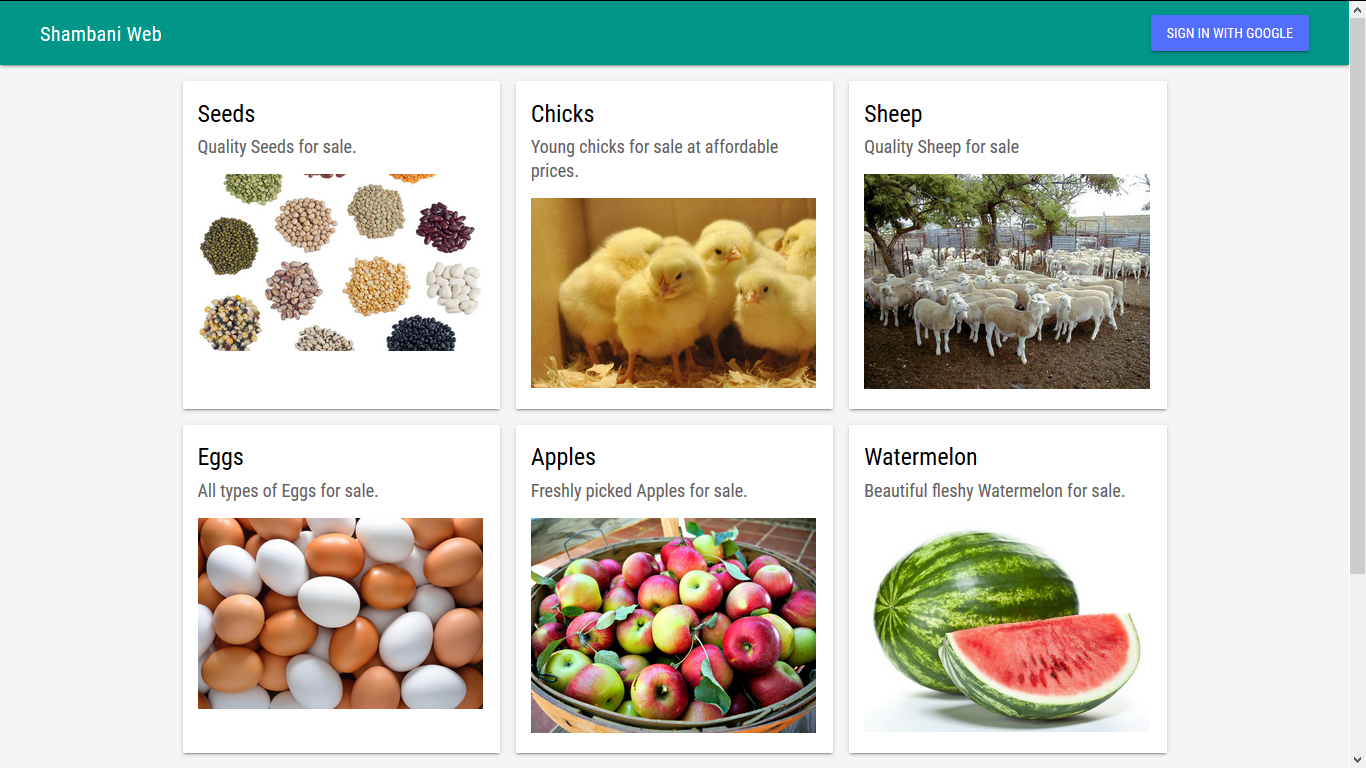 Shambani Web
SIGN IN WITH GOOGLE
Seeds
Quality Seeds for sale.
Chicks
Young chicks for sale at affordable
prices.
Sheep
Quality Sheep for sale
Eggs
All types of Eggs for sale.
Apples
Freshly picked Apples for sale.
Watermelon
Beautiful fleshy Watermelon for sale.